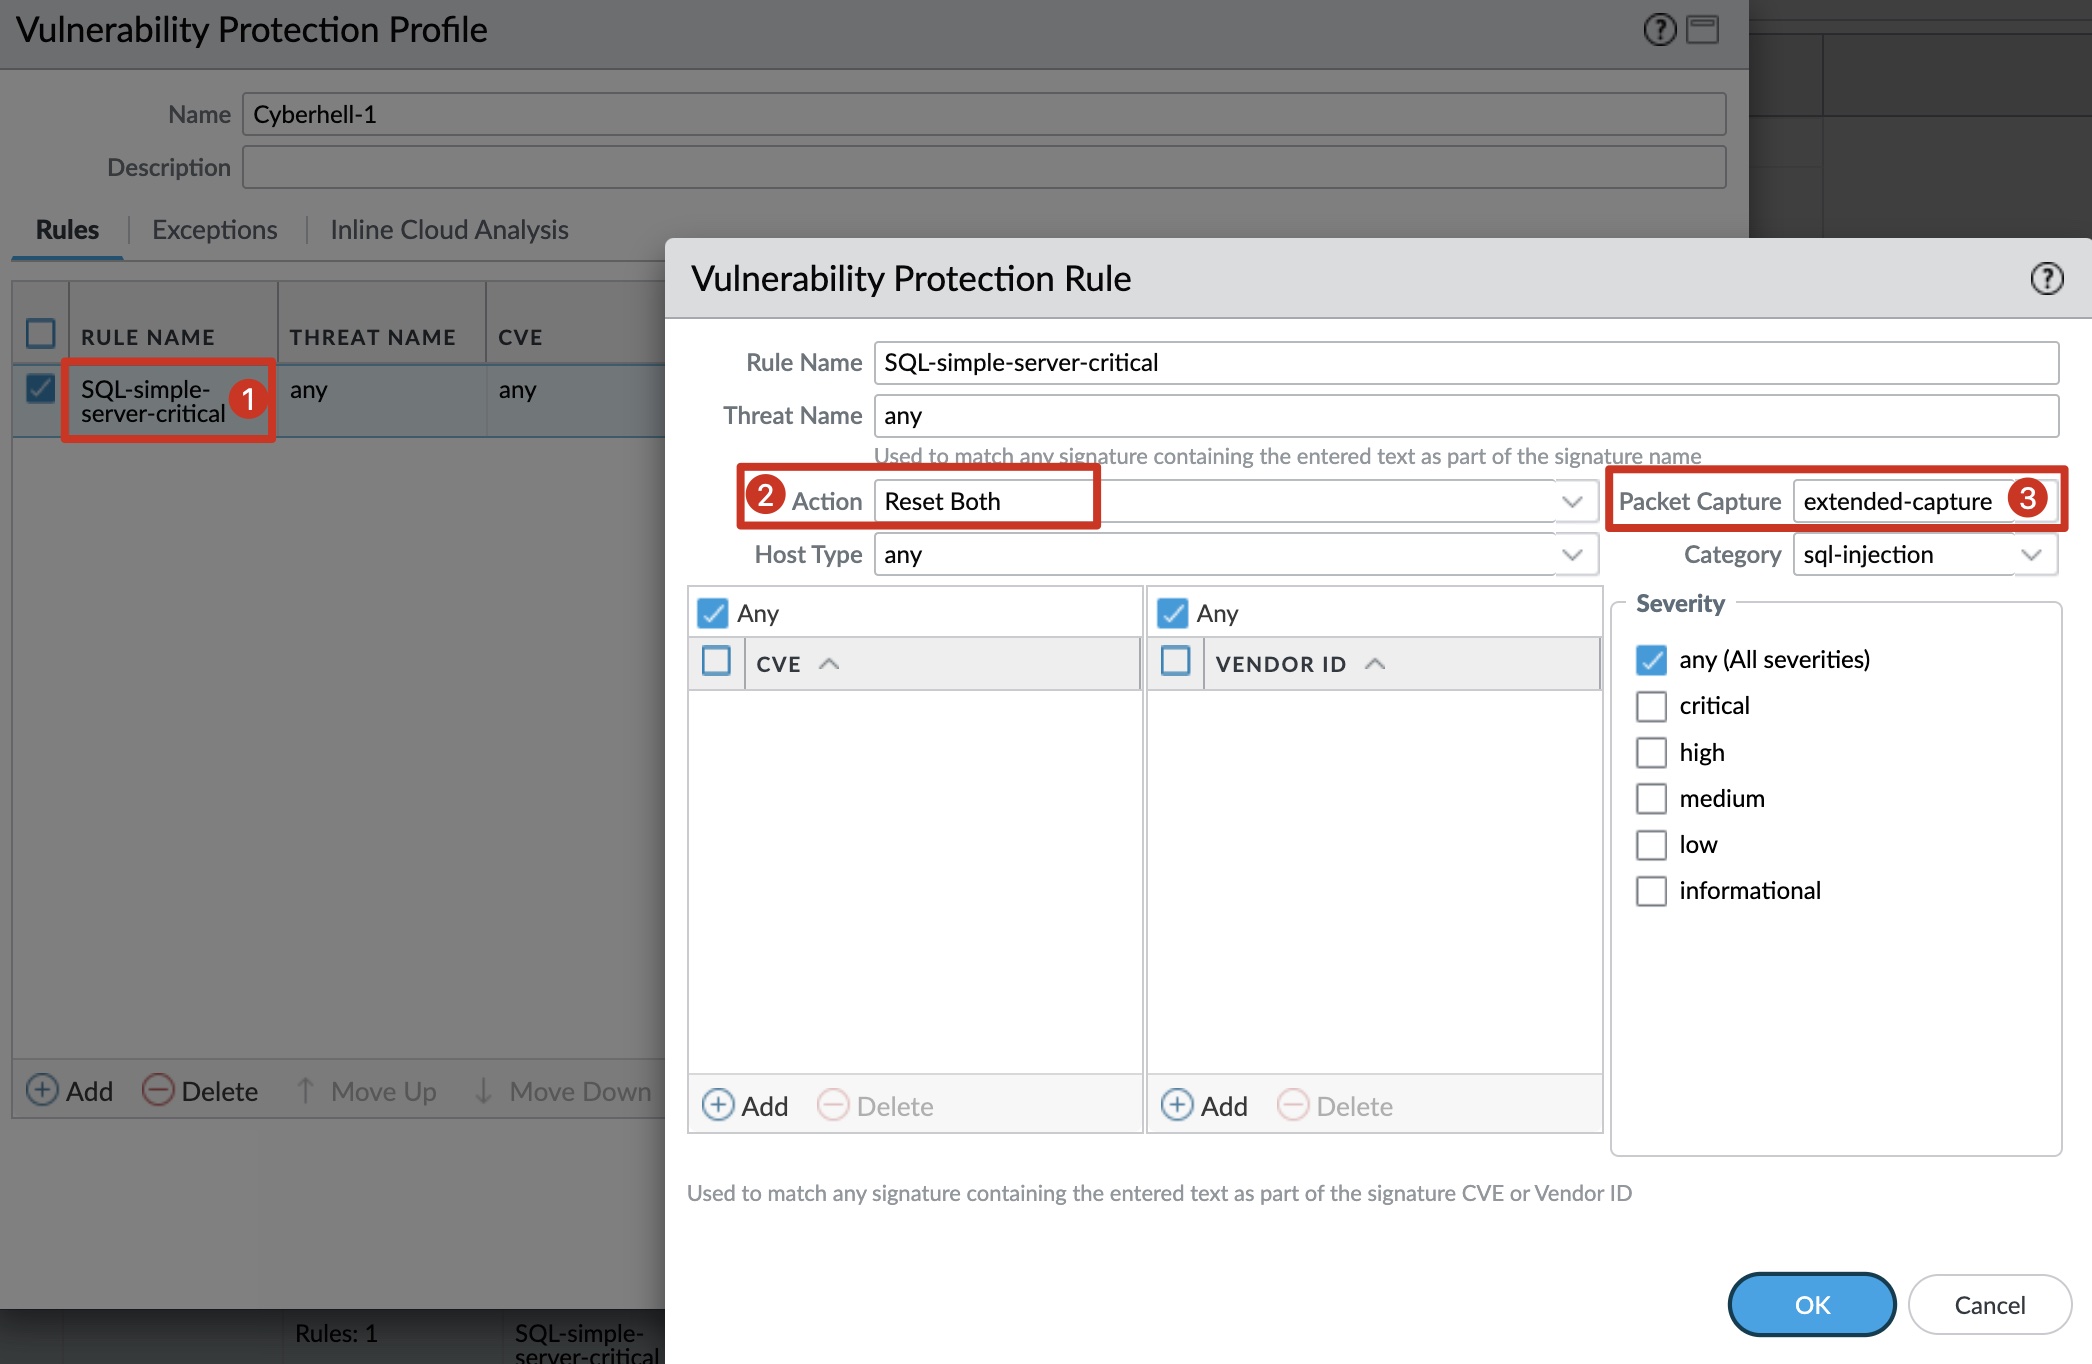 Vulnerability Protection Profile
?
Name Cyberhell-1
Description
Rules Exceptions Inline Cloud Analysis
RULE NAME THREAT NAME CVE
SQL-simple-
server-critical 1 any any
Add Delete Move Up Move Down
Rules: 1 SQL-simple-
server-critical
Vulnerability Protection Rule
?
Rule Name SQL-simple-server-critical
Threat Name any
Used to match any signature containing the entered text as part of the signature name
2 Action Reset Both Packet Capture extended-capture 3
Host Type any Category sql-injection
Any Any Severity
CVE VENDOR ID
any (All severities)
critical
high
medium
low
informational
Add Delete Add Delete
Used to match any signature containing the entered text as part of the signature CVE or Vendor ID
OK Cancel